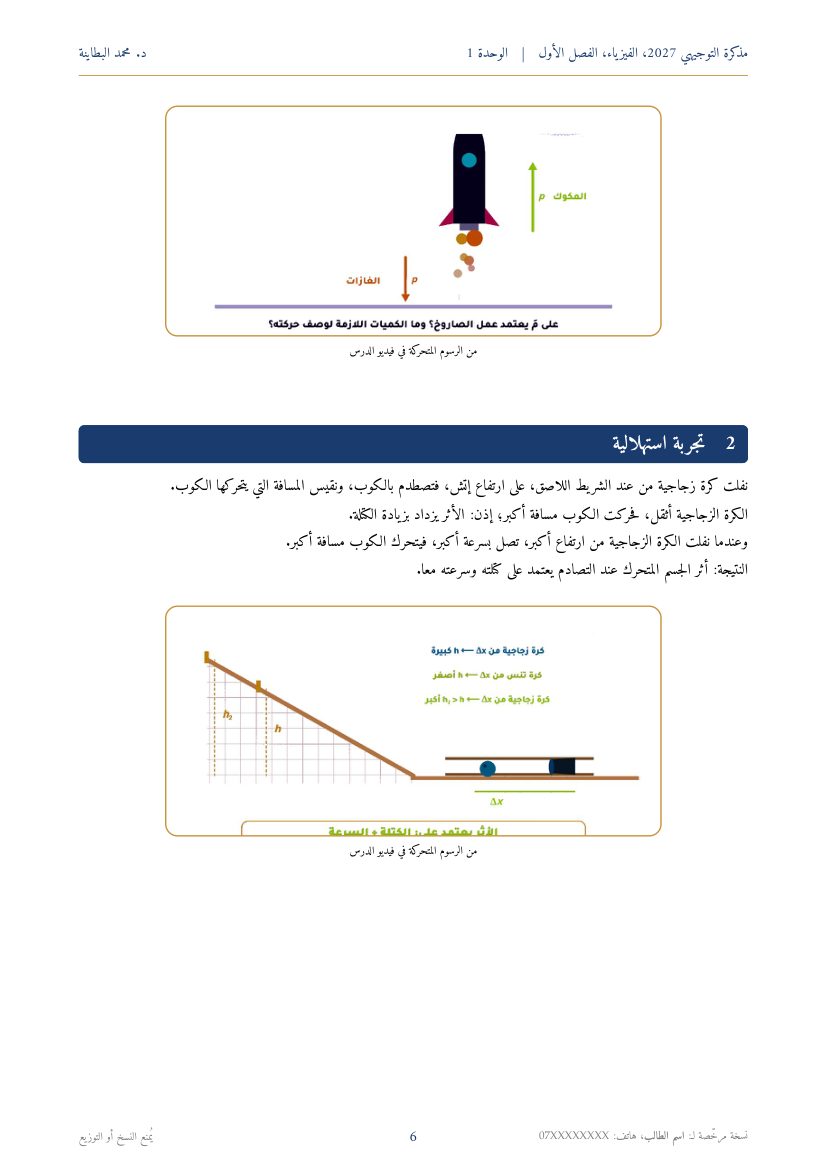 مذكرة التوجيهي 2027، الفيزياء، الفصل الأول | الوحدة 1
د. محمد البطاينة
المكوك p
الغازات p
على مَ يعتمد عمل الصاروخ؟ وما الكميات اللازمة لوصف حركته؟
من الرسوم المتحركة في فيديو الدرس
2 تجربة استهلالية
نفلت كرة زجاجية من عند الشريط اللاصق، على ارتفاع إتش، فتصطدم بالكوب، ونقيس المسافة التي يتحركها الكوب.
الكرة الزجاجية أثقل، فحركت الكوب مسافة أكبر؛ إذن: الأثر يزداد بزيادة الكتلة.
وعندما نفلت الكرة الزجاجية من ارتفاع أكبر، تصل بسرعة أكبر، فيتحرك الكوب مسافة أكبر.
النتيجة: أثر الجسم المتحرك عند التصادم يعتمد على كتلته وسرعته معا.
كرة زجاجية من h ⟵ Δx كبيرة
كرة تنس من h ⟵ Δx أصغر
كرة زجاجية من h₂ > h ⟵ Δx أكبر
h₂
h
Δx
الأثر يعتمد على: الكتلة + السرعة
من الرسوم المتحركة في فيديو الدرس
نسخة مرخّصة لـ: اسم الطالب، هاتف: 07XXXXXXXX
6
يُمنع النسخ أو التوزيع